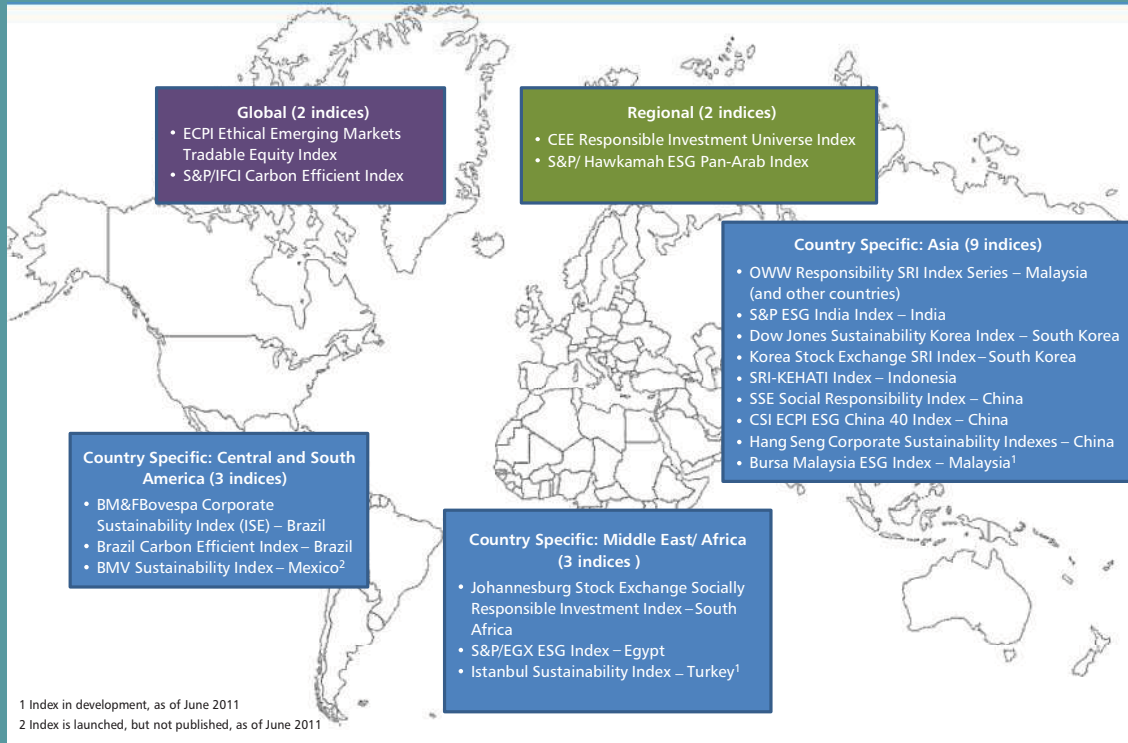 Global (2 indices)
• ECPI Ethical Emerging Markets
Tradable Equity Index
• S&P/IFCI Carbon Efficient Index
Regional (2 indices)
• CEE Responsible Investment Universe Index
• S&P/ Hawkamah ESG Pan-Arab Index
Country Specific: Asia (9 indices)
• OWW Responsibility SRI Index Series – Malaysia
(and other countries)
• S&P ESG India Index – India
• Dow Jones Sustainability Korea Index – South Korea
• Korea Stock Exchange SRI Index – South Korea
• SRI-KEHATI Index – Indonesia
• SSE Social Responsibility Index – China
• CSI ECPI ESG China 40 Index – China
• Hang Seng Corporate Sustainability Indexes – China
• Bursa Malaysia ESG Index – Malaysia¹
Country Specific: Central and South
America (3 indices)
• BM&FBovespa Corporate
Sustainability Index (ISE) – Brazil
• Brazil Carbon Efficient Index – Brazil
• BMV Sustainability Index – Mexico²
Country Specific: Middle East/ Africa
(3 indices )
• Johannesburg Stock Exchange Socially
Responsible Investment Index – South
Africa
• S&P/EGX ESG Index – Egypt
• Istanbul Sustainability Index – Turkey¹
1 Index in development, as of June 2011
2 Index is launched, but not published, as of June 2011